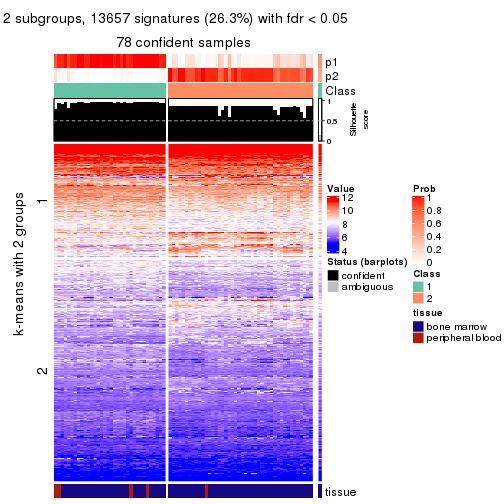 2 subgroups, 13657 signatures (26.3%) with fdr < 0.05
78 confident samples
p1
p2
Class
1
0.5
0
Silhouette
score
k-means with 2 groups
1
2
tissue
Value
12
10
8
6
4
Status (barplots)
confident
ambiguous
Prob
1
0.8
0.6
0.4
0.2
0
Class
1
2
tissue
bone marrow
peripheral blood